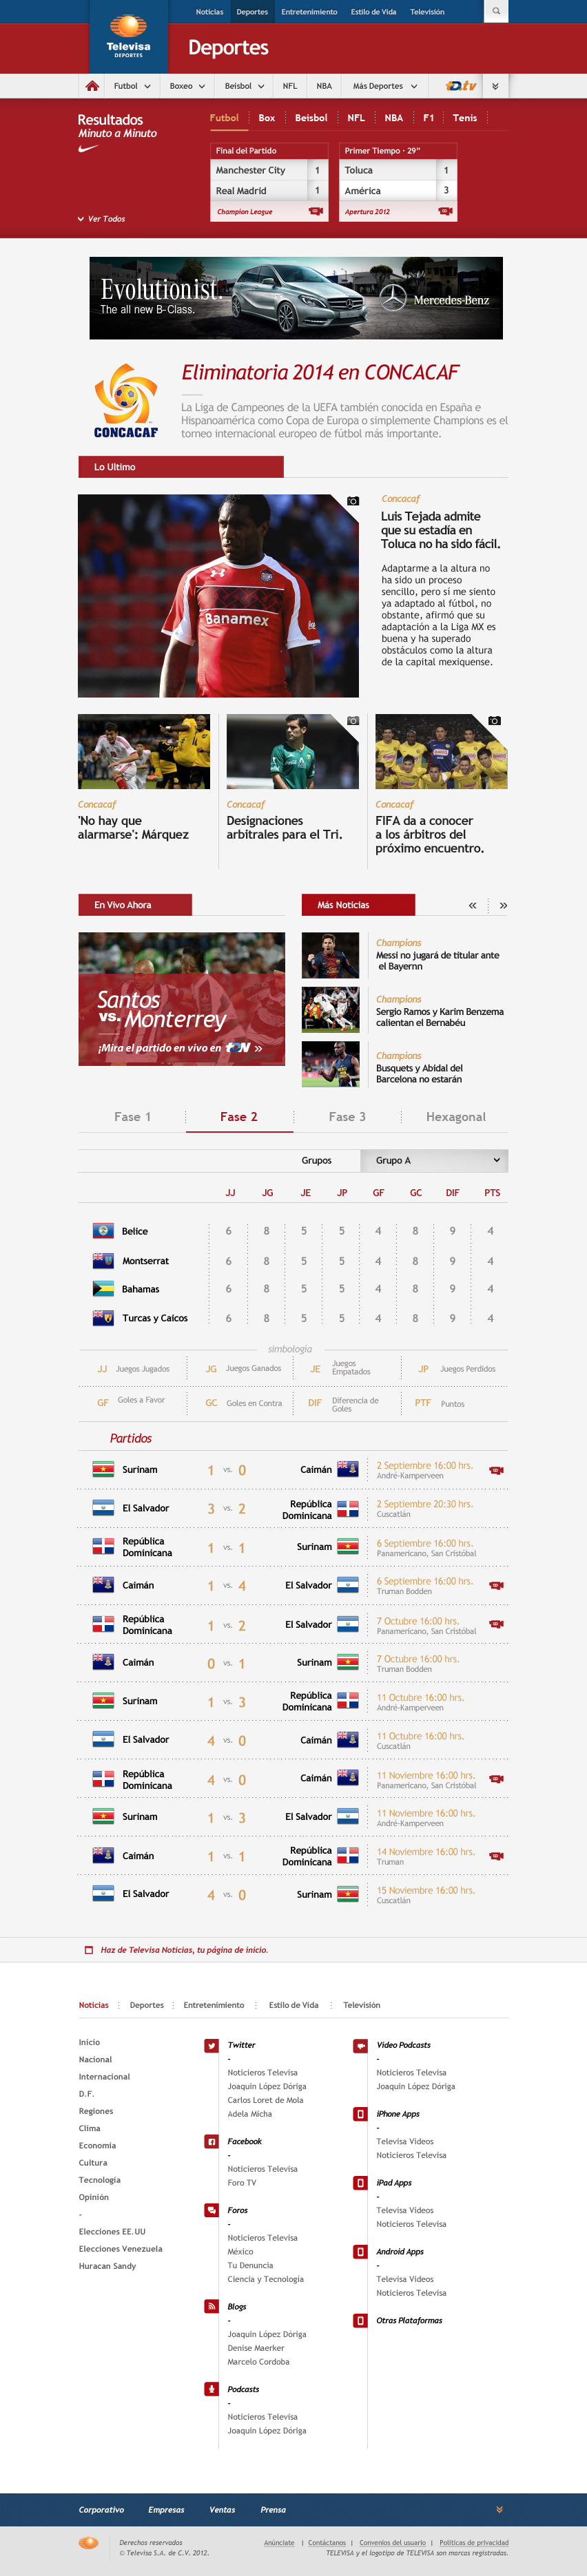 Noticias Deportes Entretenimiento Estilo de Vida Televisión
Televisa
DEPORTES
Deportes
Futbol Boxeo Beisbol NFL NBA Más Deportes TDtv
Resultados
Minuto a Minuto
Ver Todos
Futbol Box Beisbol NFL NBA F1 Tenis
Final del Partido
Manchester City 1
Real Madrid 1
Champion League
Primer Tiempo · 29"
Toluca 1
América 3
Apertura 2012
Evolutionist.
The all new B-Class.
Mercedes-Benz
CONCACAF
Eliminatoria 2014 en CONCACAF
La Liga de Campeones de la UEFA también conocida en España e
Hispanoamérica como Copa de Europa o simplemente Champions es el
torneo internacional europeo de fútbol más importante.
Lo Ultimo
Banamex
Concacaf
Luis Tejada admite
que su estadía en
Toluca no ha sido fácil.
Adaptarme a la altura no
ha sido un proceso
sencillo, pero sí me siento
ya adaptado al fútbol, no
obstante, afirmó que su
adaptación a la Liga MX es
buena y ha superado
obstáculos como la altura
de la capital mexiquense.
Concacaf
'No hay que
alarmarse': Márquez
Concacaf
Designaciones
arbitrales para el Tri.
Concacaf
FIFA da a conocer
a los árbitros del
próximo encuentro.
En Vivo Ahora
Santos
vs. Monterrey
¡Mira el partido en vivo en TDN »
Más Noticias « »
Champions
Messi no jugará de titular ante
el Bayernn
Champions
Sergio Ramos y Karim Benzema
calientan el Bernabéu
Champions
Busquets y Abidal del
Barcelona no estarán
Fase 1 Fase 2 Fase 3 Hexagonal
Grupos Grupo A
JJ JG JE JP GF GC DIF PTS
Belice 6 8 5 5 4 8 9 4
Montserrat 6 8 5 5 4 8 9 4
Bahamas 6 8 5 5 4 8 9 4
Turcas y Caicos 6 8 5 5 4 8 9 4
simbología
JJ Juegos Jugados JG Juegos Ganados JE Juegos Empatados JP Juegos Perdidos
GF Goles a Favor GC Goles en Contra DIF Diferencia de Goles PTF Puntos
Partidos
Surinam 1 vs. 0 Caimán 2 Septiembre 16:00 hrs.
André-Kamperveen
El Salvador 3 vs. 2 República Dominicana 2 Septiembre 20:30 hrs.
Cuscatlán
República Dominicana 1 vs. 1 Surinam 6 Septiembre 16:00 hrs.
Panamericano, San Cristóbal
Caimán 1 vs. 4 El Salvador 6 Septiembre 16:00 hrs.
Truman Bodden
República Dominicana 1 vs. 2 El Salvador 7 Octubre 16:00 hrs.
Panamericano, San Cristóbal
Caimán 0 vs. 1 Surinam 7 Octubre 16:00 hrs.
Truman Bodden
Surinam 1 vs. 3 República Dominicana 11 Octubre 16:00 hrs.
André-Kamperveen
El Salvador 4 vs. 0 Caimán 11 Octubre 16:00 hrs.
Cuscatlán
República Dominicana 4 vs. 0 Caimán 11 Noviembre 16:00 hrs.
Panamericano, San Cristóbal
Surinam 1 vs. 3 El Salvador 11 Noviembre 16:00 hrs.
André-Kamperveen
Caimán 1 vs. 1 República Dominicana 14 Noviembre 16:00 hrs.
Truman
El Salvador 4 vs. 0 Surinam 15 Noviembre 16:00 hrs.
Cuscatlán
Haz de Televisa Noticias, tu página de inicio.
Noticias Deportes Entretenimiento Estilo de Vida Televisión
Inicio
Nacional
Internacional
D.F.
Regiones
Clima
Economía
Cultura
Tecnología
Opinión
-
Elecciones EE.UU
Elecciones Venezuela
Huracan Sandy
Twitter
-
Noticieros Televisa
Joaquin López Dóriga
Carlos Loret de Mola
Adela Micha
Facebook
-
Noticieros Televisa
Foro TV
Foros
-
Noticieros Televisa
México
Tu Denuncia
Ciencia y Tecnología
Blogs
-
Joaquin López Dóriga
Denise Maerker
Marcelo Cordoba
Podcasts
-
Noticieros Televisa
Joaquin López Dóriga
Video Podcasts
-
Noticieros Televisa
Joaquin López Dóriga
iPhone Apps
-
Televisa Videos
Noticieros Televisa
iPad Apps
-
Televisa Videos
Noticieros Televisa
Android Apps
-
Televisa Videos
Noticieros Televisa
Otras Plataformas
Corporativo Empresas Ventas Prensa
Derechos reservados
© Televisa S.A. de C.V. 2012.
Anúnciate | Contáctanos | Convenios del usuario | Políticas de privacidad
TELEVISA y el logotipo de TELEVISA son marcas registradas.